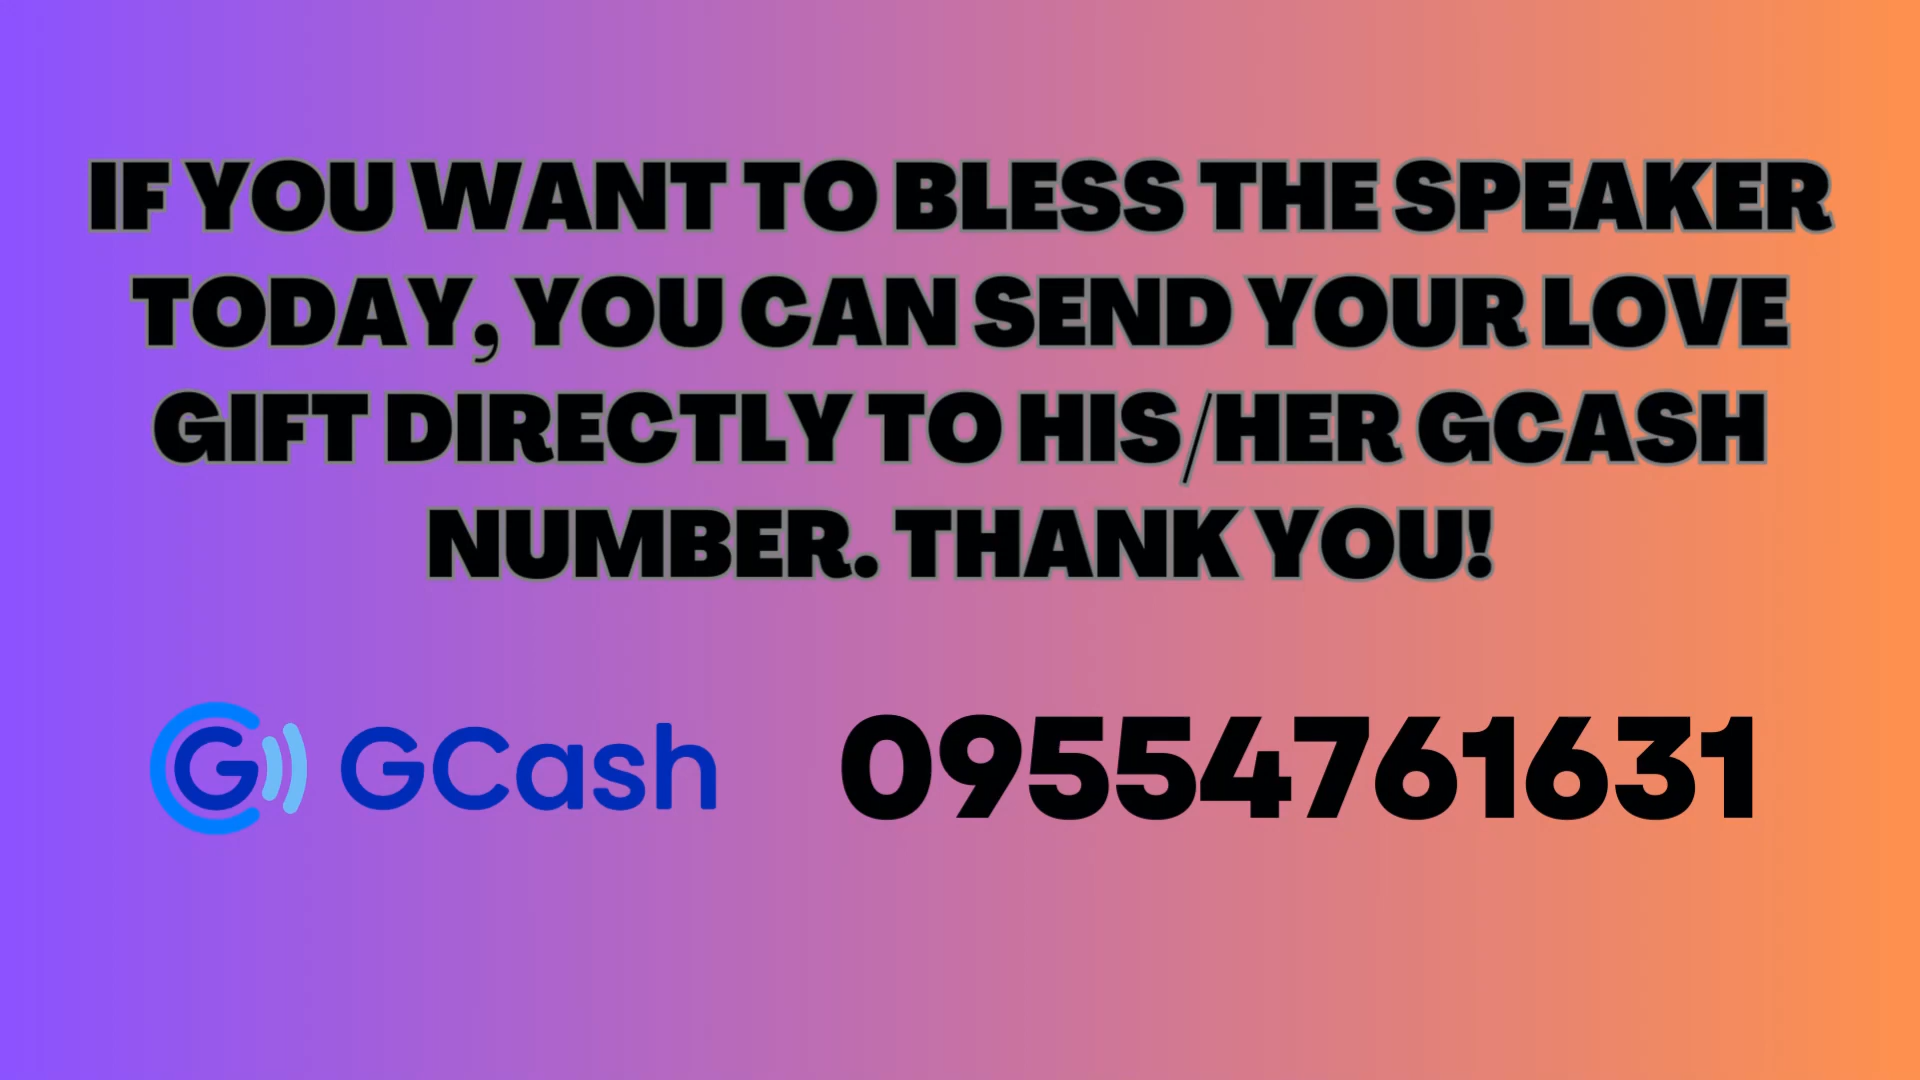 IF YOU WANT TO BLESS THE SPEAKER
TODAY, YOU CAN SEND YOUR LOVE
GIFT DIRECTLY TO HIS/HER GCASH
NUMBER. THANK YOU!
G GCash 09554761631